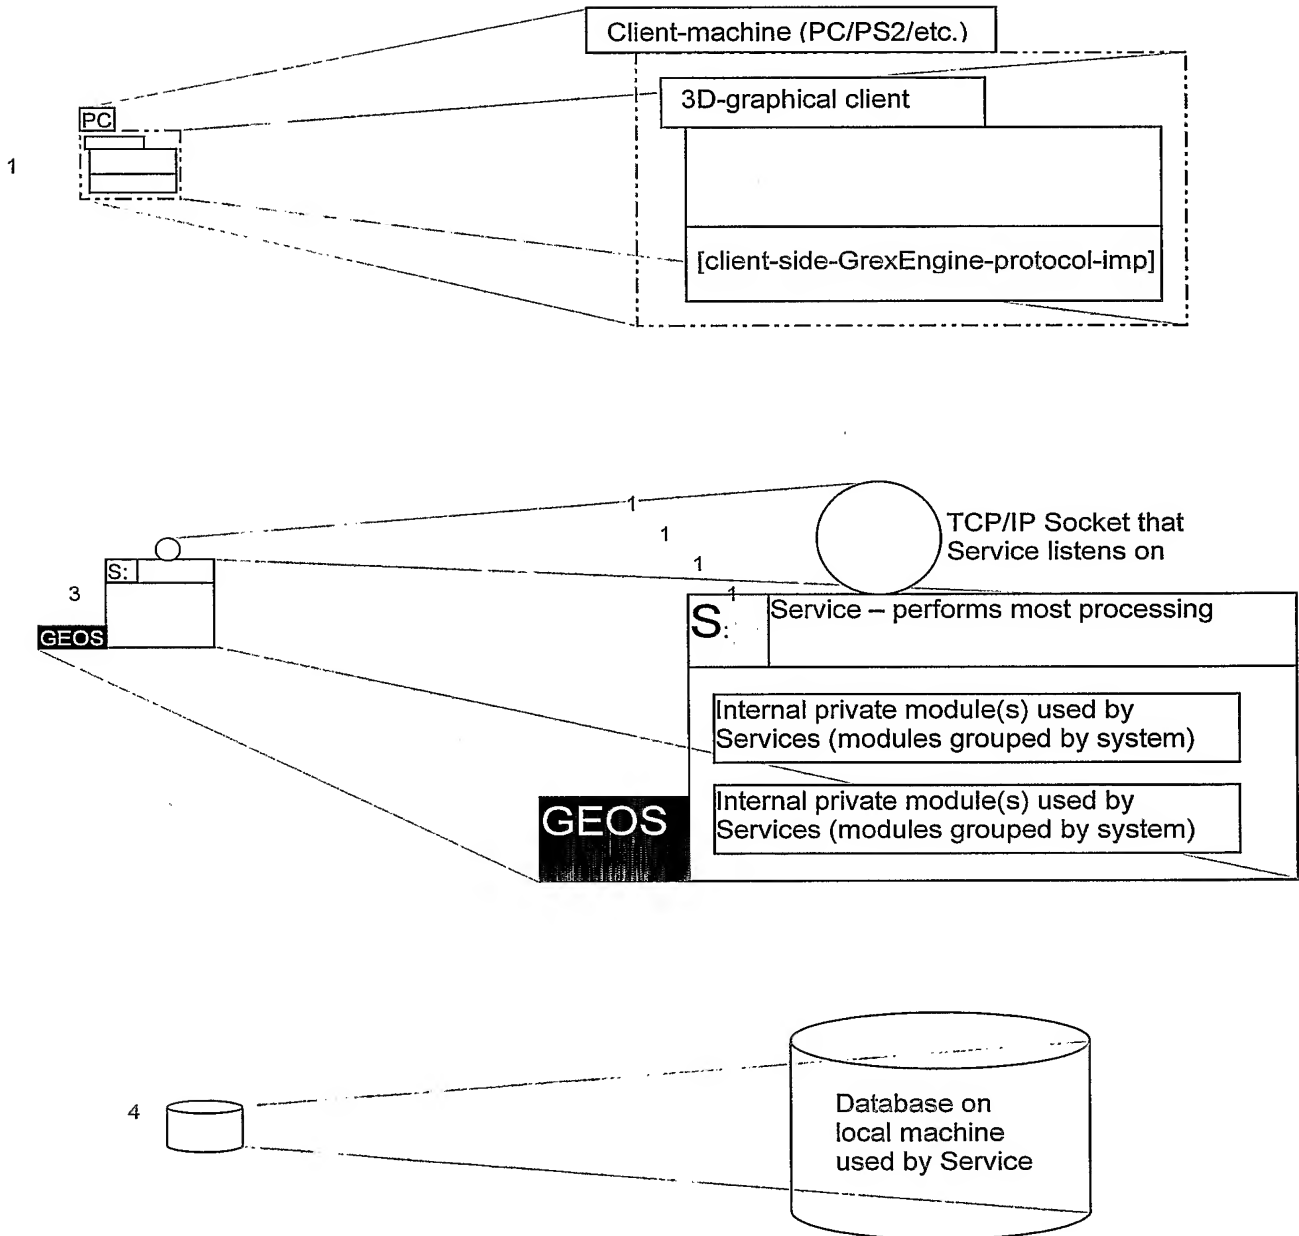 Client-machine (PC/PS2/etc.)
3D-graphical client
PC
1
[client-side-GrexEngine-protocol-imp]
1
TCP/IP Socket that
1
Service listens on
1
S:
3
1
S:
Service – performs most processing
GEOS
Internal private module(s) used by
Services (modules grouped by system)
Internal private module(s) used by
GEOS
Services (modules grouped by system)
4
Database on
local machine
used by Service